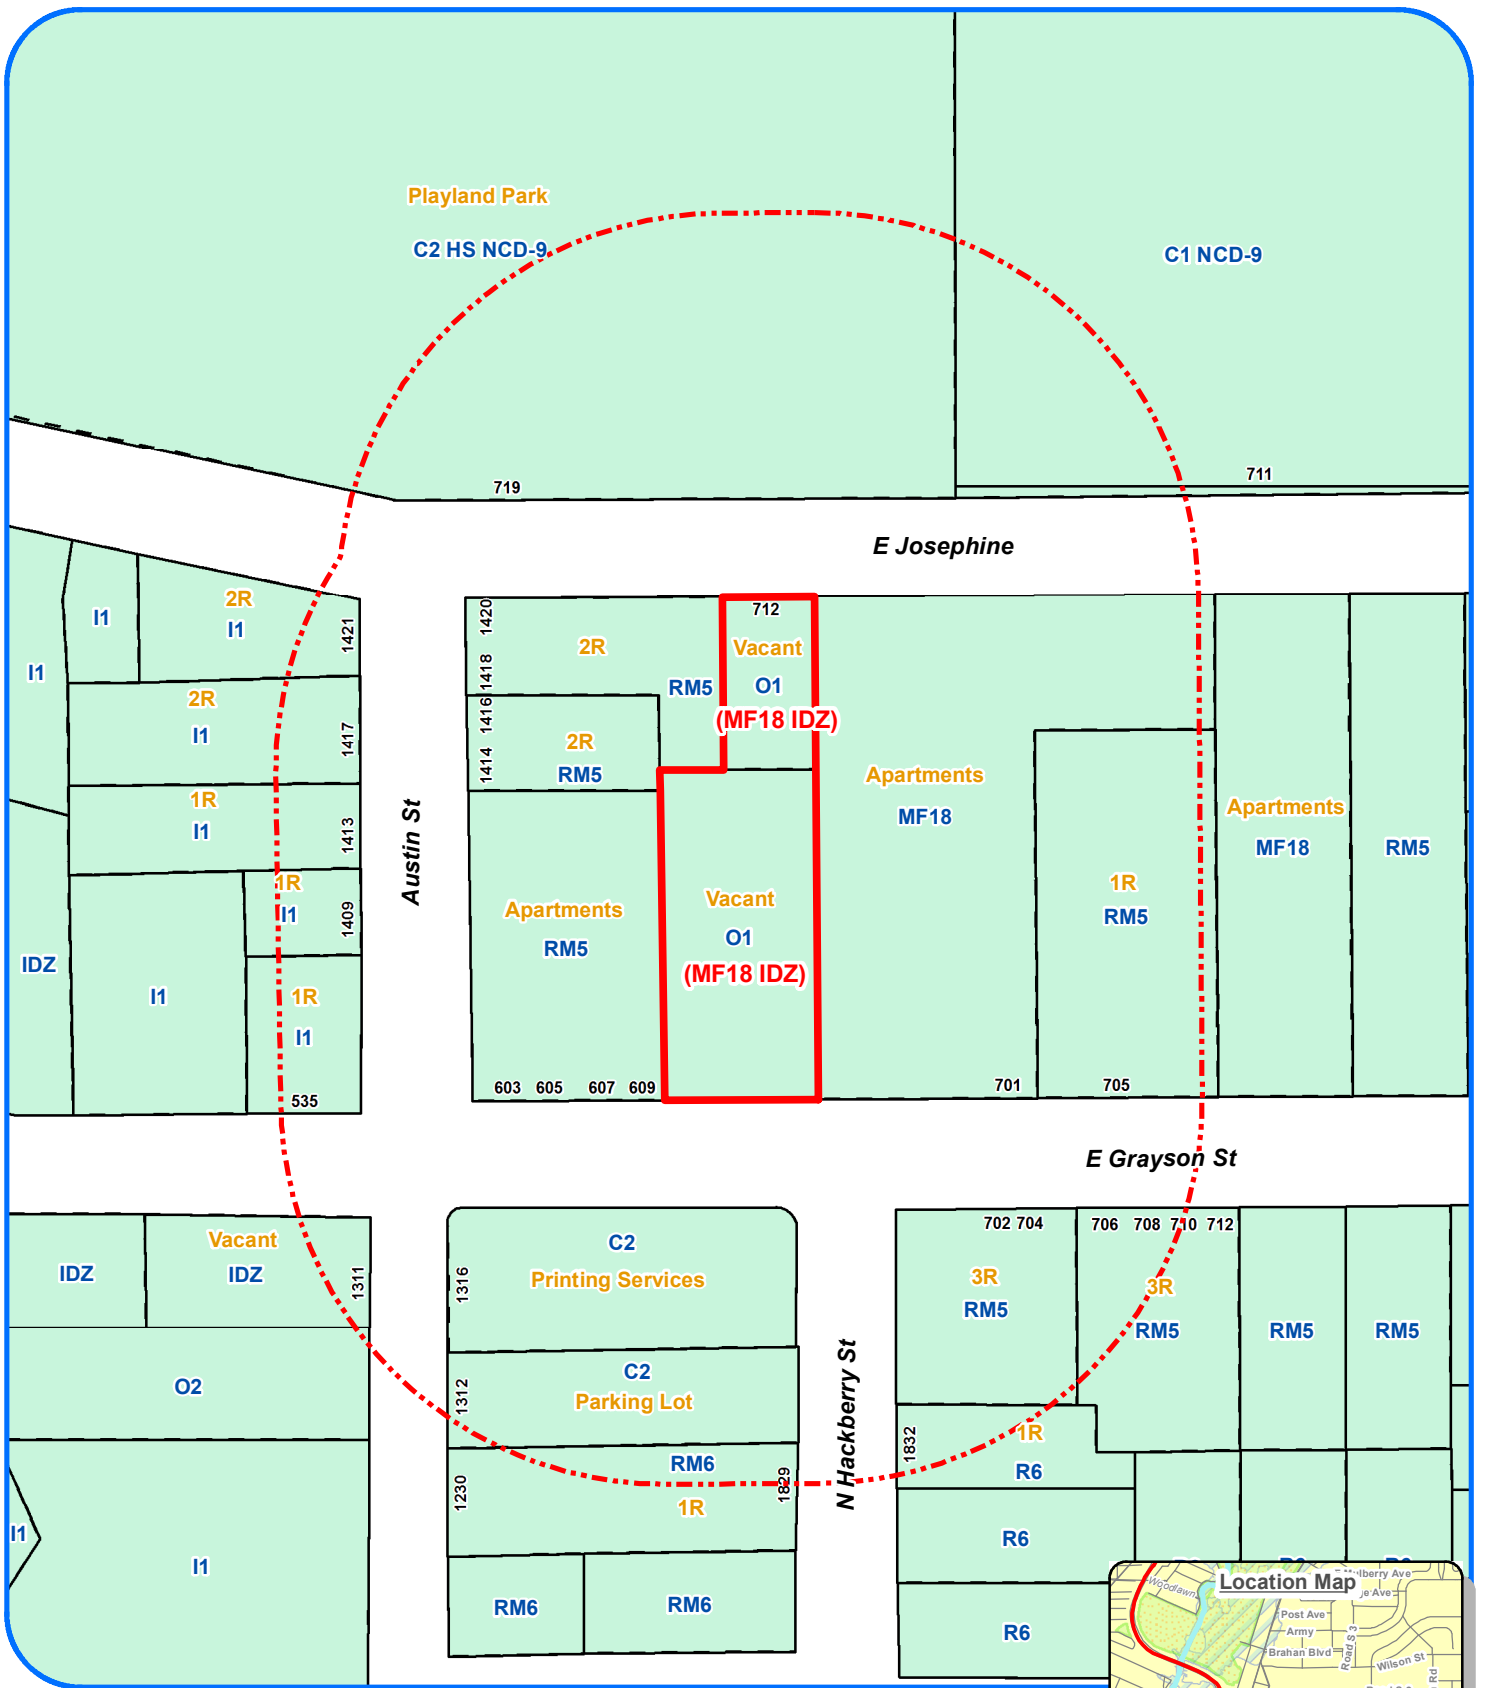 Playland Park
C2 HS NCD-9
C1 NCD-9
719
711
E Josephine
I1
I1
2R
I1
1421
2R
I1
1417
1R
I1
1413
1R
I1
1409
IDZ
I1
1R
I1
535
Austin St
1420
1418
2R
RM5
1416
1414
2R
RM5
712
Vacant
O1
(MF18 IDZ)
Apartments
MF18
Apartments
MF18
RM5
1R
RM5
Apartments
RM5
Vacant
O1
(MF18 IDZ)
603 605 607 609
701
705
E Grayson St
IDZ
Vacant
IDZ
1311
O2
I1
I1
C2
Printing Services
1316
C2
Parking Lot
1312
RM6
1R
1230
1829
RM6
RM6
N Hackberry St
702 704
3R
RM5
706 708 710 712
3R
RM5
RM5
RM5
1832
1R
R6
R6
R6
Location Map
Woodlawn
Post Ave
Army
Brahan Blvd
Road S 3
Wilson St
Rd